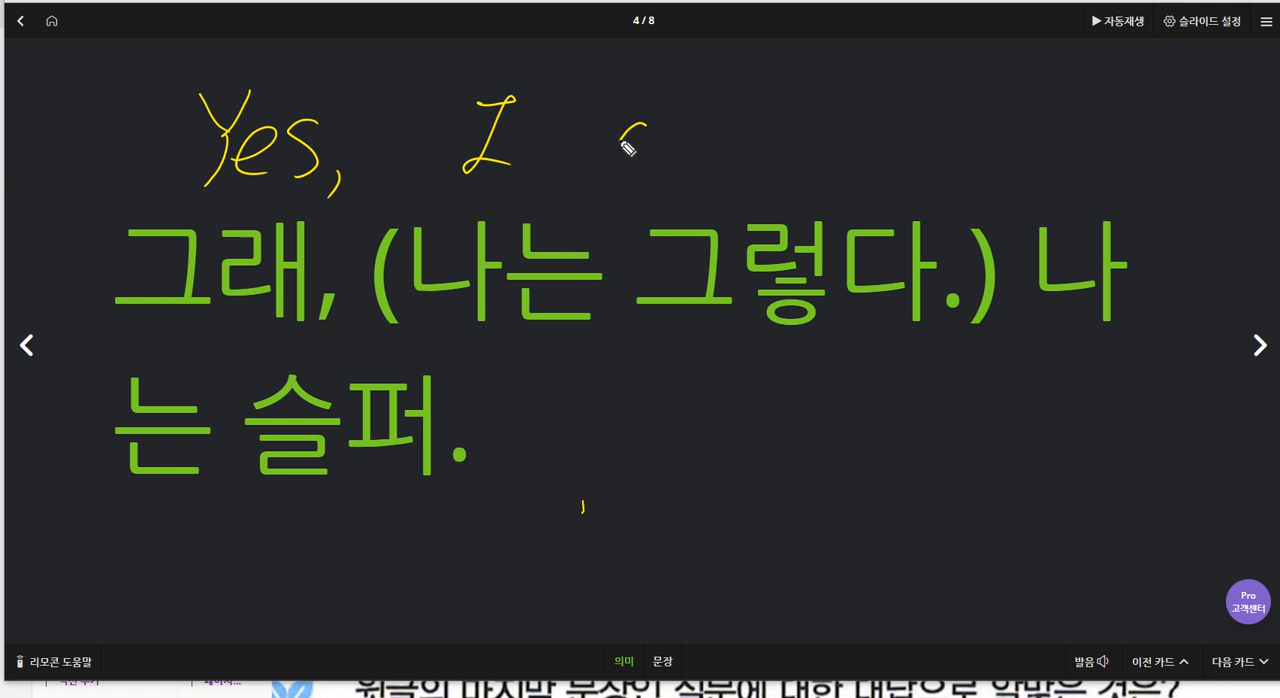 4 / 8
▶ 자동재생 슬라이드 설정
Yes, I
그래, (나는 그렇다.) 나
는 슬퍼.
Pro
고객센터
리모콘 도움말 의미 문장 발음 이전 카드 다음 카드